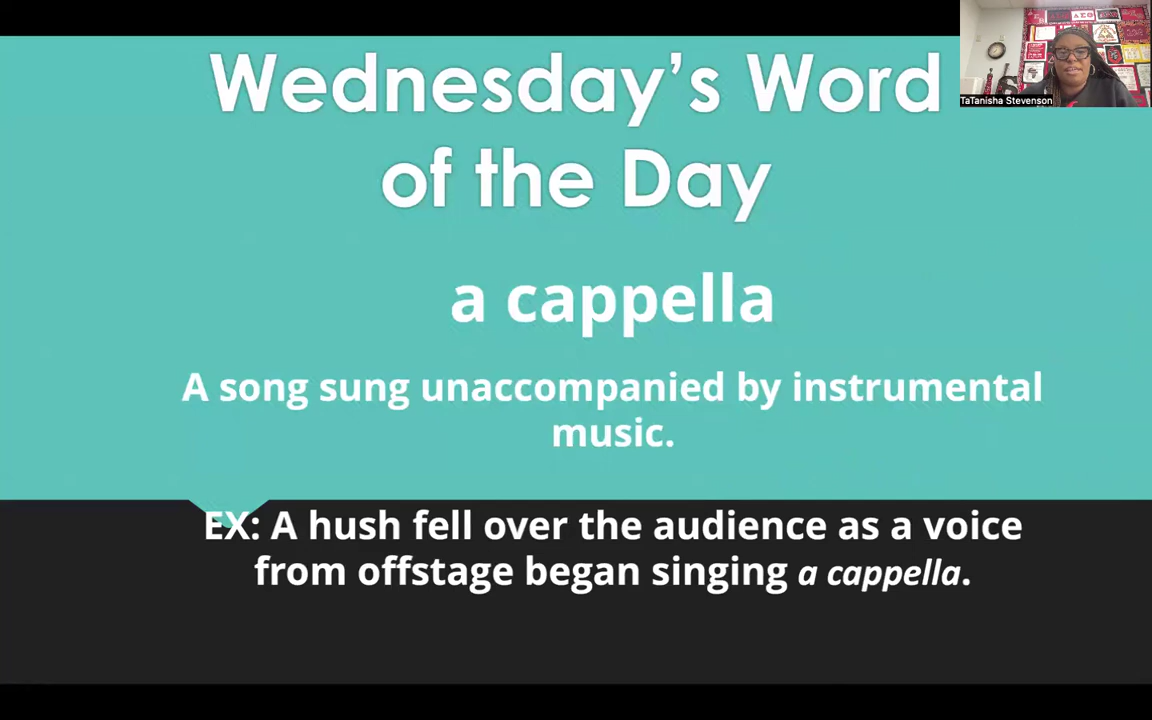 Wednesday’s Word
of the Day
TaTanisha Stevenson
a cappella
A song sung unaccompanied by instrumental
music.
EX: A hush fell over the audience as a voice
from offstage began singing a cappella.